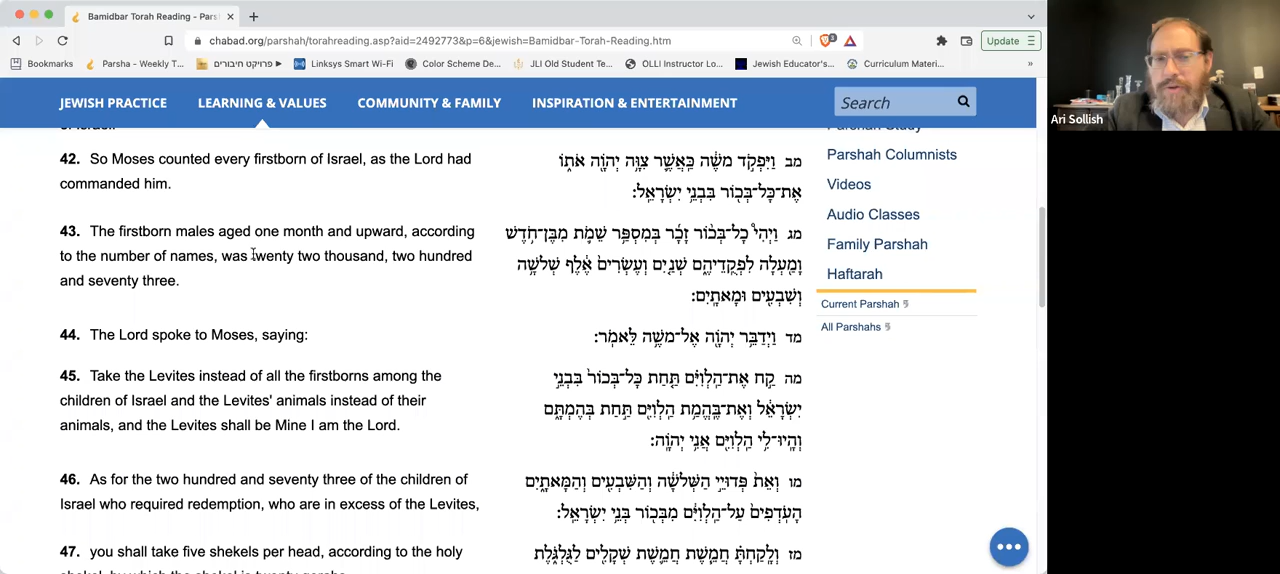 Bamidbar Torah Reading - Pars
chabad.org/parshah/torahreading.asp?aid=2492773&p=6&jewish=Bamidbar-Torah-Reading.htm
Update
Bookmarks
Parsha - Weekly T...
פרויקט חיבורים
Linksys Smart Wi-Fi
Color Scheme De...
JLI Old Student Te...
OLLI Instructor Lo...
Jewish Educator's...
Curriculum Materi...
JEWISH PRACTICE
LEARNING & VALUES
COMMUNITY & FAMILY
INSPIRATION & ENTERTAINMENT
Search
Ari Sollish
42. So Moses counted every firstborn of Israel, as the Lord had
commanded him.
מב וַיִּפְקֹ֣ד משֶׁ֔ה כַּֽאֲשֶׁ֛ר צִוָּ֥ה יְהֹוָ֖ה אֹת֑וֹ
אֶת־כָּל־בְּכ֖וֹר בִּבְנֵ֥י יִשְׂרָאֵֽל:
43. The firstborn males aged one month and upward, according
to the number of names, was twenty two thousand, two hundred
and seventy three.
מג וַיְהִי֩ כָל־בְּכ֨וֹר זָכָ֜ר בְּמִסְפַּ֥ר שֵׁמֹ֛ת מִבֶּן־חֹ֥דֶשׁ
וָמַ֖עְלָה לִפְקֻֽדֵיהֶ֑ם שְׁנַ֤יִם וְעֶשְׂרִים֙ אֶ֔לֶף שְׁלשָׁ֥ה
וְשִׁבְעִ֖ים וּמָאתָֽיִם:
44. The Lord spoke to Moses, saying:
מד וַיְדַבֵּ֥ר יְהֹוָ֖ה אֶל־משֶׁ֥ה לֵּאמֹֽר:
45. Take the Levites instead of all the firstborns among the
children of Israel and the Levites' animals instead of their
animals, and the Levites shall be Mine I am the Lord.
מה קַ֣ח אֶת־הַֽלְוִיִּ֗ם תַּ֤חַת כָּל־בְּכוֹר֙ בִּבְנֵ֣י
יִשְׂרָאֵ֔ל וְאֶת־בֶּֽהֱמַ֥ת הַֽלְוִיִּ֖ם תַּ֣חַת בְּהֶמְתָּ֑ם
וְהָֽיוּ־לִ֥י הַֽלְוִיִּ֖ם אֲנִ֥י יְהֹוָֽה:
46. As for the two hundred and seventy three of the children of
Israel who required redemption, who are in excess of the Levites,
מו וְאֵת֙ פְּדוּיֵ֣י הַשְּׁלשָׁ֔ה וְהַשִּׁבְעִ֖ים וְהַמָּאתָ֑יִם
הָעֹֽדְפִים֙ עַל־הַֽלְוִיִּ֔ם מִבְּכ֖וֹר בְּנֵ֥י יִשְׂרָאֵֽל:
47. you shall take five shekels per head, according to the holy
מז וְלָֽקַחְתָּ֗ חֲמֵ֧שֶׁת חֲמֵ֛שֶׁת שְׁקָלִ֖ים לַגֻּלְגֹּ֑לֶת
Parshah Columnists
Videos
Audio Classes
Family Parshah
Haftarah
Current Parshah
All Parshahs